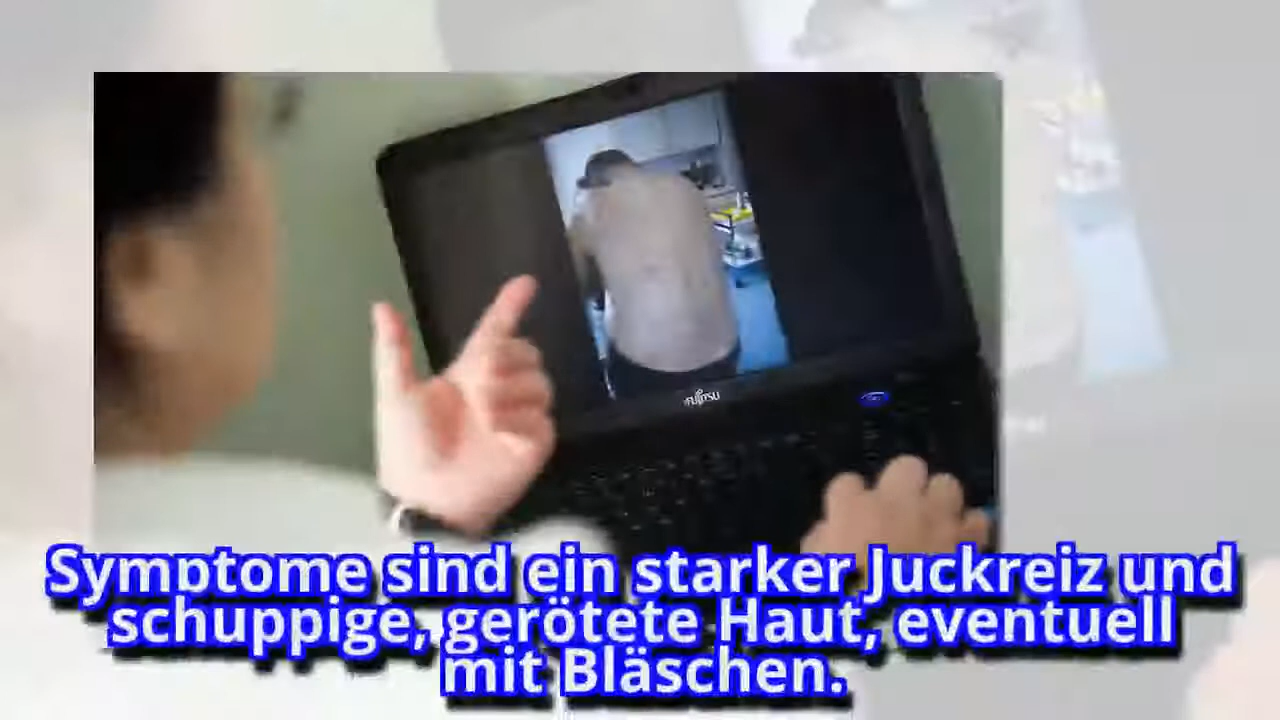 FUJITSU
Symptome sind ein starker Juckreiz und
schuppige, gerötete Haut, eventuell
mit Bläschen.